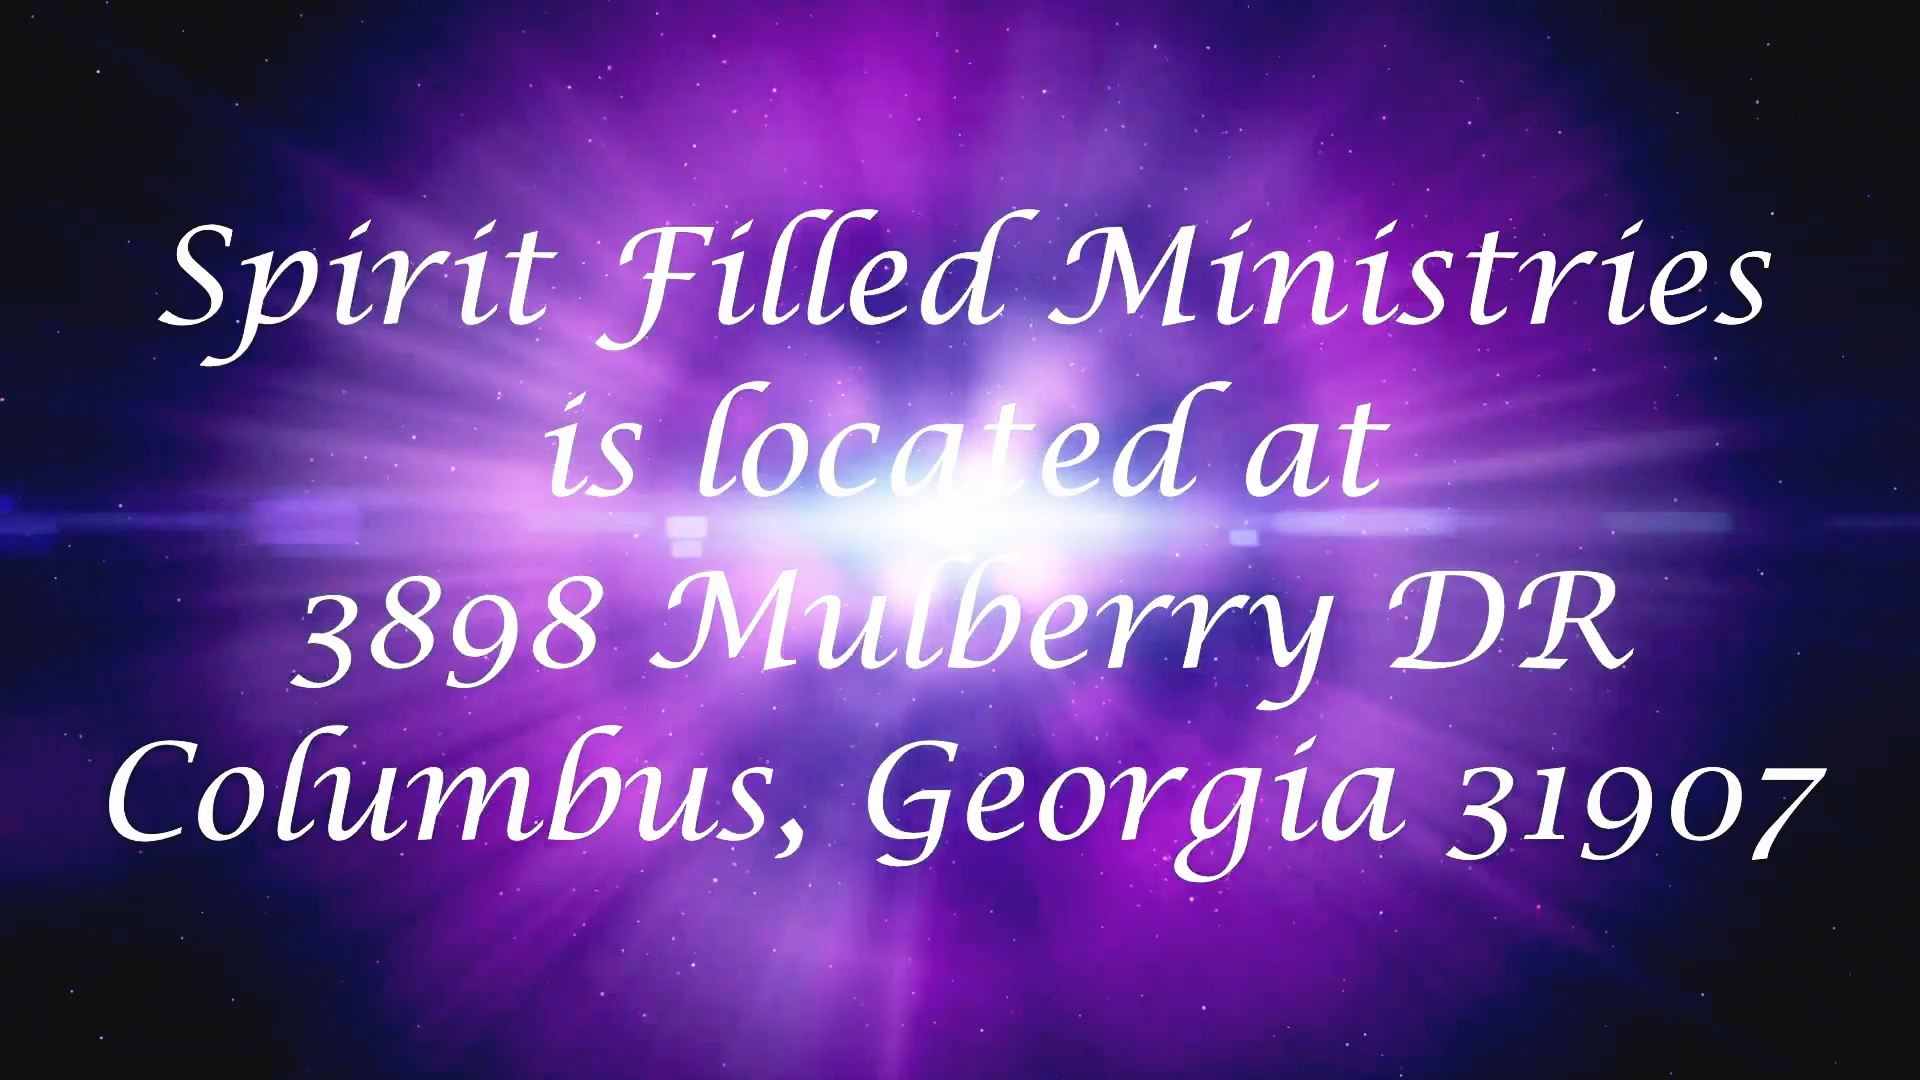 Spirit Filled Ministries
is located at
3898 Mulberry DR
Columbus, Georgia 31907